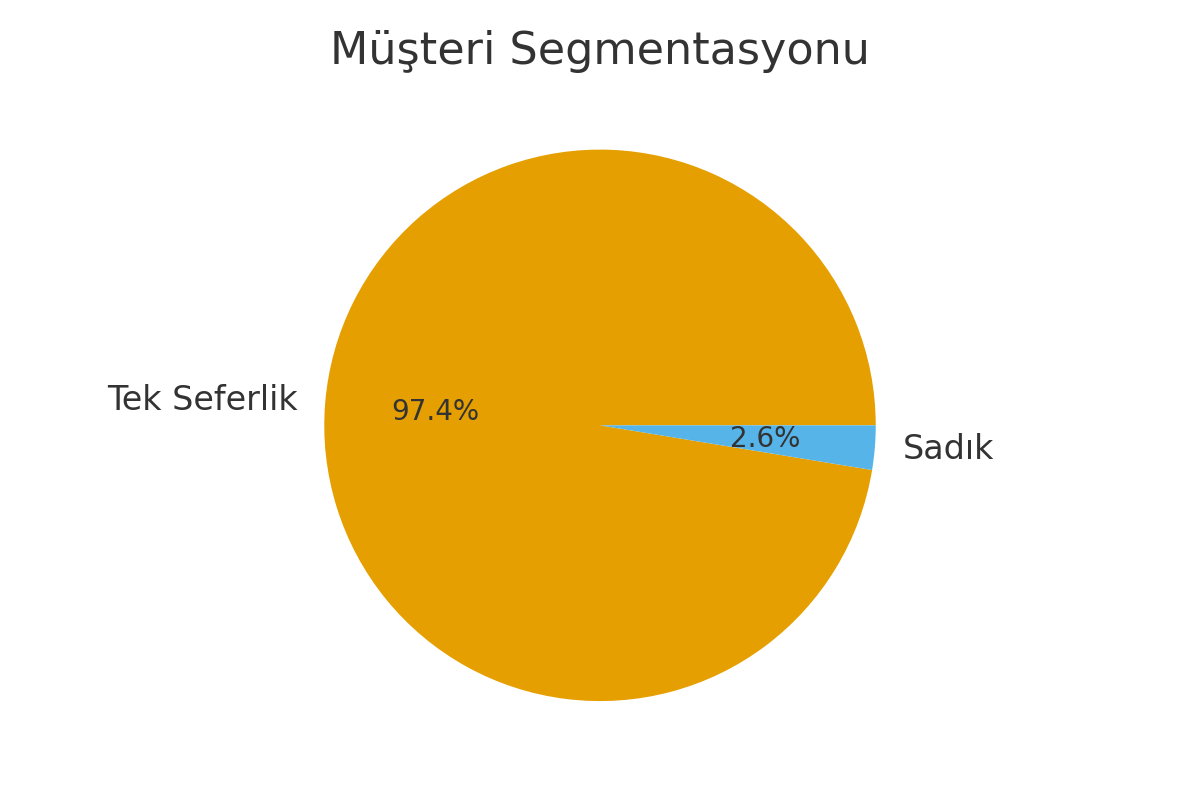 Müşteri Segmentasyonu
Tek Seferlik
97.4%
2.6%
Sadık